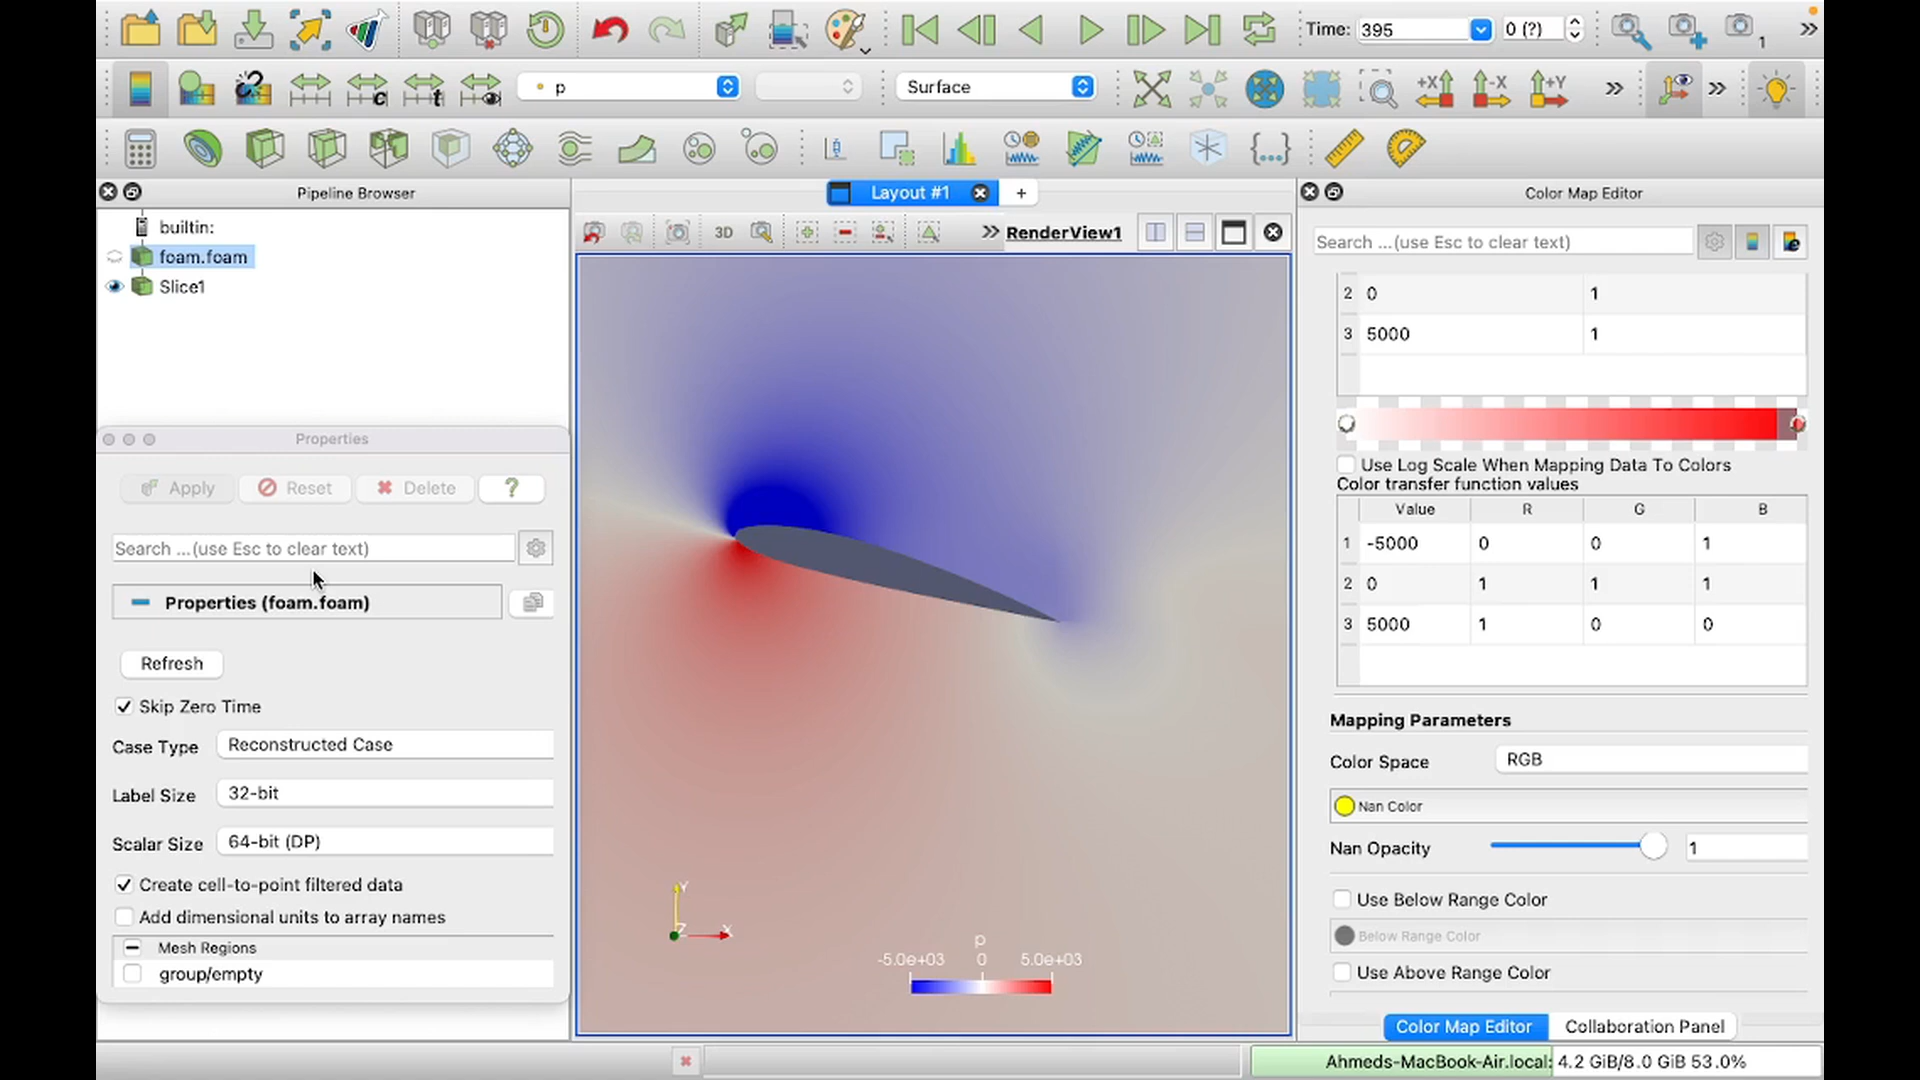 Time: 395 0 (?)
1
p Surface
+X -X +Y
Pipeline Browser
builtin:
foam.foam
Slice1
Properties
Apply Reset Delete ?
Search ...(use Esc to clear text)
Properties (foam.foam)
Refresh
Skip Zero Time
Case Type Reconstructed Case
Label Size 32-bit
Scalar Size 64-bit (DP)
Create cell-to-point filtered data
Add dimensional units to array names
Mesh Regions
group/empty
Layout #1 +
3D RenderView1
Y
Z X
p
-5.0e+03 0 5.0e+03
Color Map Editor
Search ...(use Esc to clear text)
2 0 1
3 5000 1
Use Log Scale When Mapping Data To Colors
Color transfer function values
Value R G B
1 -5000 0 0 1
2 0 1 1 1
3 5000 1 0 0
Mapping Parameters
Color Space RGB
Nan Color
Nan Opacity 1
Use Below Range Color
Below Range Color
Use Above Range Color
Color Map Editor Collaboration Panel
Ahmeds-MacBook-Air.local: 4.2 GiB/8.0 GiB 53.0%